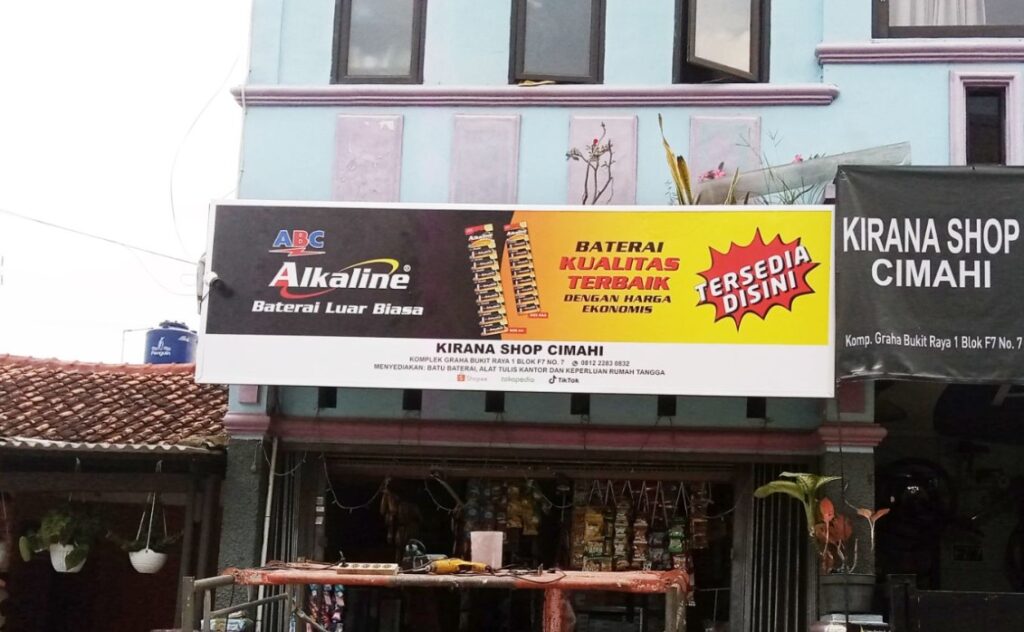 ABC
Alkaline®
Baterai Luar Biasa
BATERAI
KUALITAS
TERBAIK
DENGAN HARGA
EKONOMIS
TERSEDIA
DISINI
KIRANA SHOP CIMAHI
KOMPLEK GRAHA BUKIT RAYA 1 BLOK F7 NO. 7 0812 2283 0832
MENYEDIAKAN: BATU BATERAI, ALAT TULIS KANTOR DAN KEPERLUAN RUMAH TANGGA
Shopee tokopedia TikTok
KIRANA SHOP
CIMAHI
Komp. Graha Bukit Raya 1 Blok F7 No. 7
Penguin